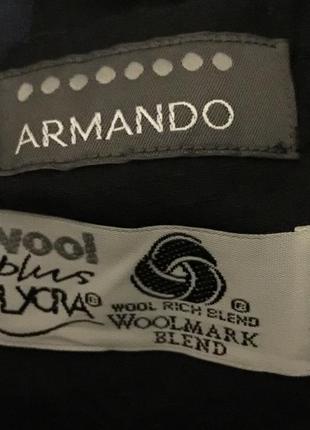 ARMANDO
wool
plus
LYCRA®
WOOL RICH BLEND
WOOLMARK
BLEND